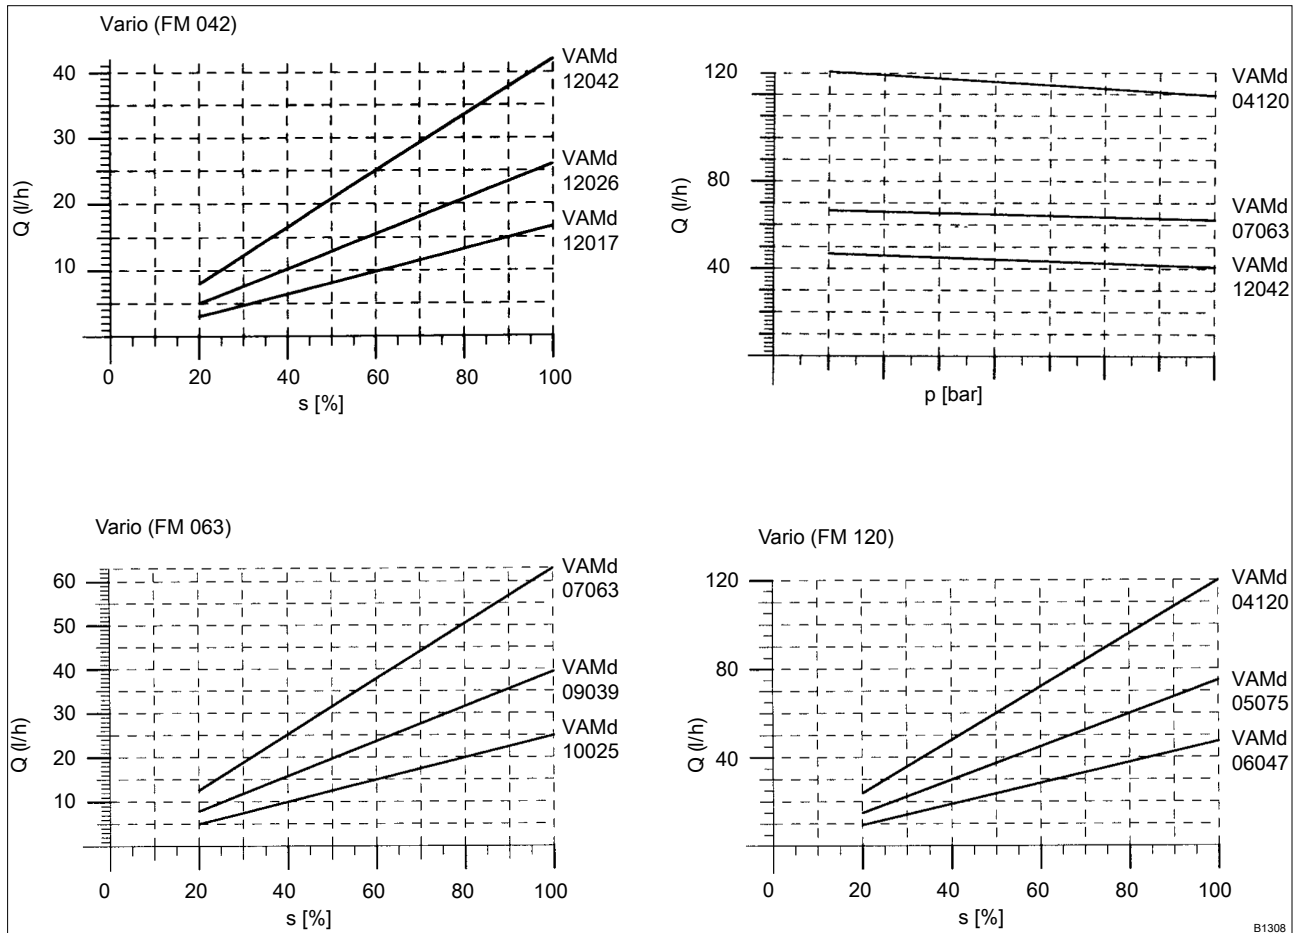 Vario (FM 042)
40
30
20
10
Q (l/h)
0 20 40 60 80 100
s [%]
VAMd
12042
VAMd
12026
VAMd
12017
120
80
40
Q (l/h)
p [bar]
VAMd
04120
VAMd
07063
VAMd
12042
Vario (FM 063)
60
50
40
30
20
10
Q (l/h)
0 20 40 60 80 100
s [%]
VAMd
07063
VAMd
09039
VAMd
10025
Vario (FM 120)
120
80
40
Q (l/h)
0 20 40 60 80 100
s [%]
VAMd
04120
VAMd
05075
VAMd
06047
B1308